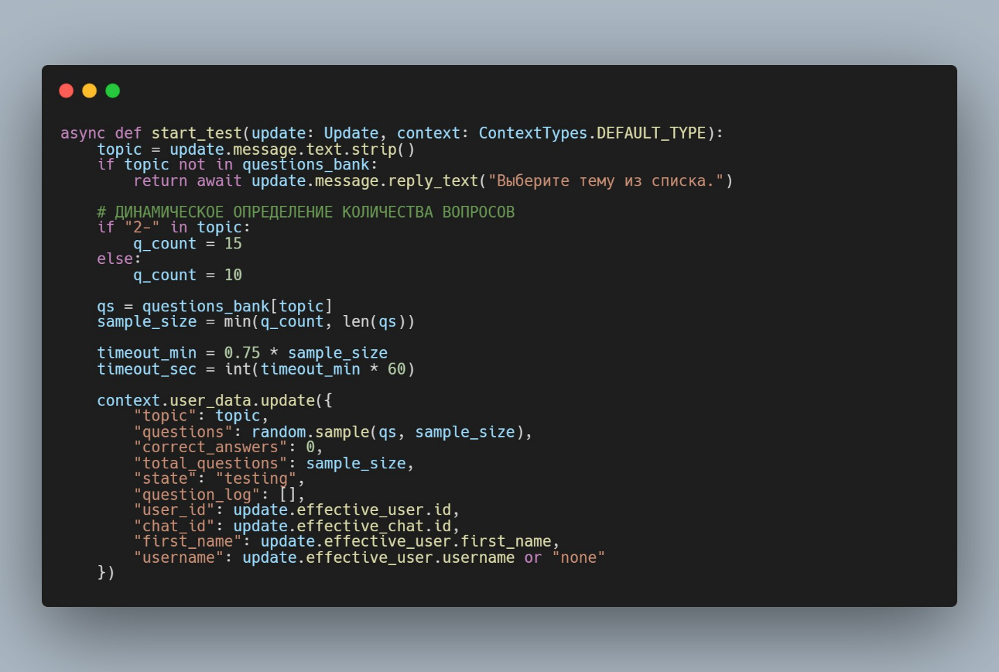 async def start_test(update: Update, context: ContextTypes.DEFAULT_TYPE):
    topic = update.message.text.strip()
    if topic not in questions_bank:
        return await update.message.reply_text("Выберите тему из списка.")

    # ДИНАМИЧЕСКОЕ ОПРЕДЕЛЕНИЕ КОЛИЧЕСТВА ВОПРОСОВ
    if "2-" in topic:
        q_count = 15
    else:
        q_count = 10

    qs = questions_bank[topic]
    sample_size = min(q_count, len(qs))

    timeout_min = 0.75 * sample_size
    timeout_sec = int(timeout_min * 60)

    context.user_data.update({
        "topic": topic,
        "questions": random.sample(qs, sample_size),
        "correct_answers": 0,
        "total_questions": sample_size,
        "state": "testing",
        "question_log": [],
        "user_id": update.effective_user.id,
        "chat_id": update.effective_chat.id,
        "first_name": update.effective_user.first_name,
        "username": update.effective_user.username or "none"
    })